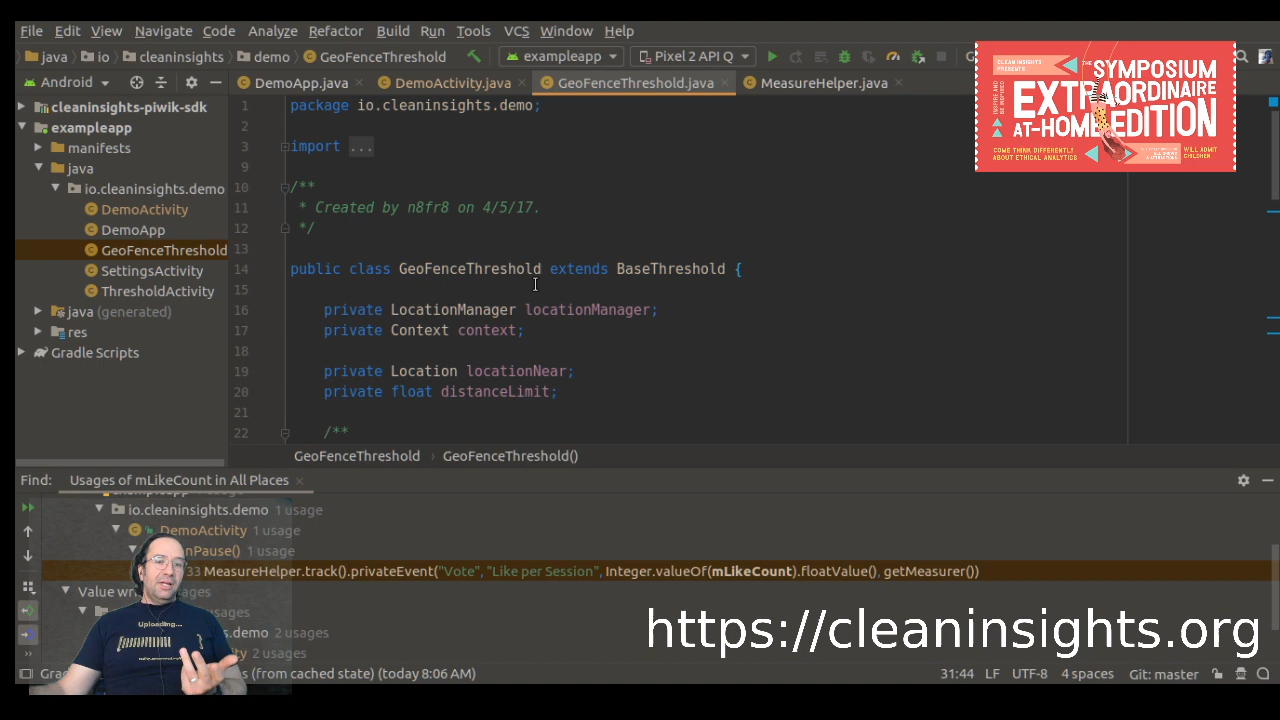 File Edit View Navigate Code Analyze Refactor Build Run Tools VCS Window Help
java io cleaninsights demo GeoFenceThreshold exampleapp Pixel 2 API Q
Android DemoApp.java DemoActivity.java GeoFenceThreshold.java MeasureHelper.java
CLEAN INSIGHTS
PRESENTS
THE SYMPOSIUM
EXTRAORDINAIRE
AT-HOME EDITION
COME THINK DIFFERENTLY
ABOUT ETHICAL ANALYTICS
WILL ADMIT
CHILDREN
cleaninsights-piwik-sdk
exampleapp
manifests
java
io.cleaninsights.demo
DemoActivity
DemoApp
GeoFenceThreshold
SettingsActivity
ThresholdActivity
java (generated)
res
Gradle Scripts
1 package io.cleaninsights.demo;
2
3 import ...
9
10 /**
11 * Created by n8fr8 on 4/5/17.
12 */
13
14 public class GeoFenceThreshold extends BaseThreshold {
15
16 private LocationManager locationManager;
17 private Context context;
18
19 private Location locationNear;
20 private float distanceLimit;
21
22 /**
GeoFenceThreshold › GeoFenceThreshold()
Find: Usages of mLikeCount in All Places
io.cleaninsights.demo 1 usage
DemoActivity 1 usage
nPause() 1 usage
33 MeasureHelper.track().privateEvent("Vote", "Like per Session", Integer.valueOf(mLikeCount).floatValue(), getMeasurer())
Value
demo 2 usages
2 usages
Uploading...
https://cleaninsights.org
(from cached state) (today 8:06 AM) 31:44 LF UTF-8 4 spaces Git: master